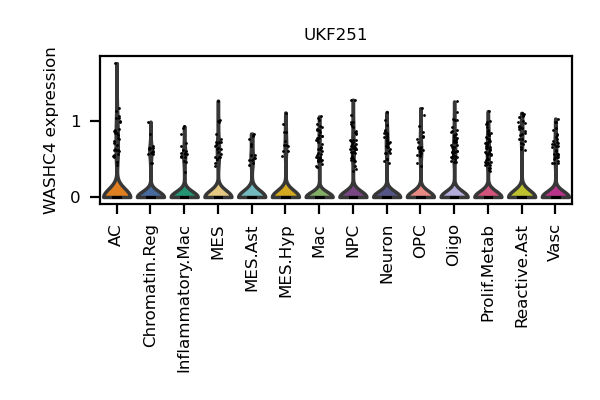 UKF251
WASHC4 expression
1
0
AC
Chromatin.Reg
Inflammatory.Mac
MES
MES.Ast
MES.Hyp
Mac
NPC
Neuron
OPC
Oligo
Prolif.Metab
Reactive.Ast
Vasc